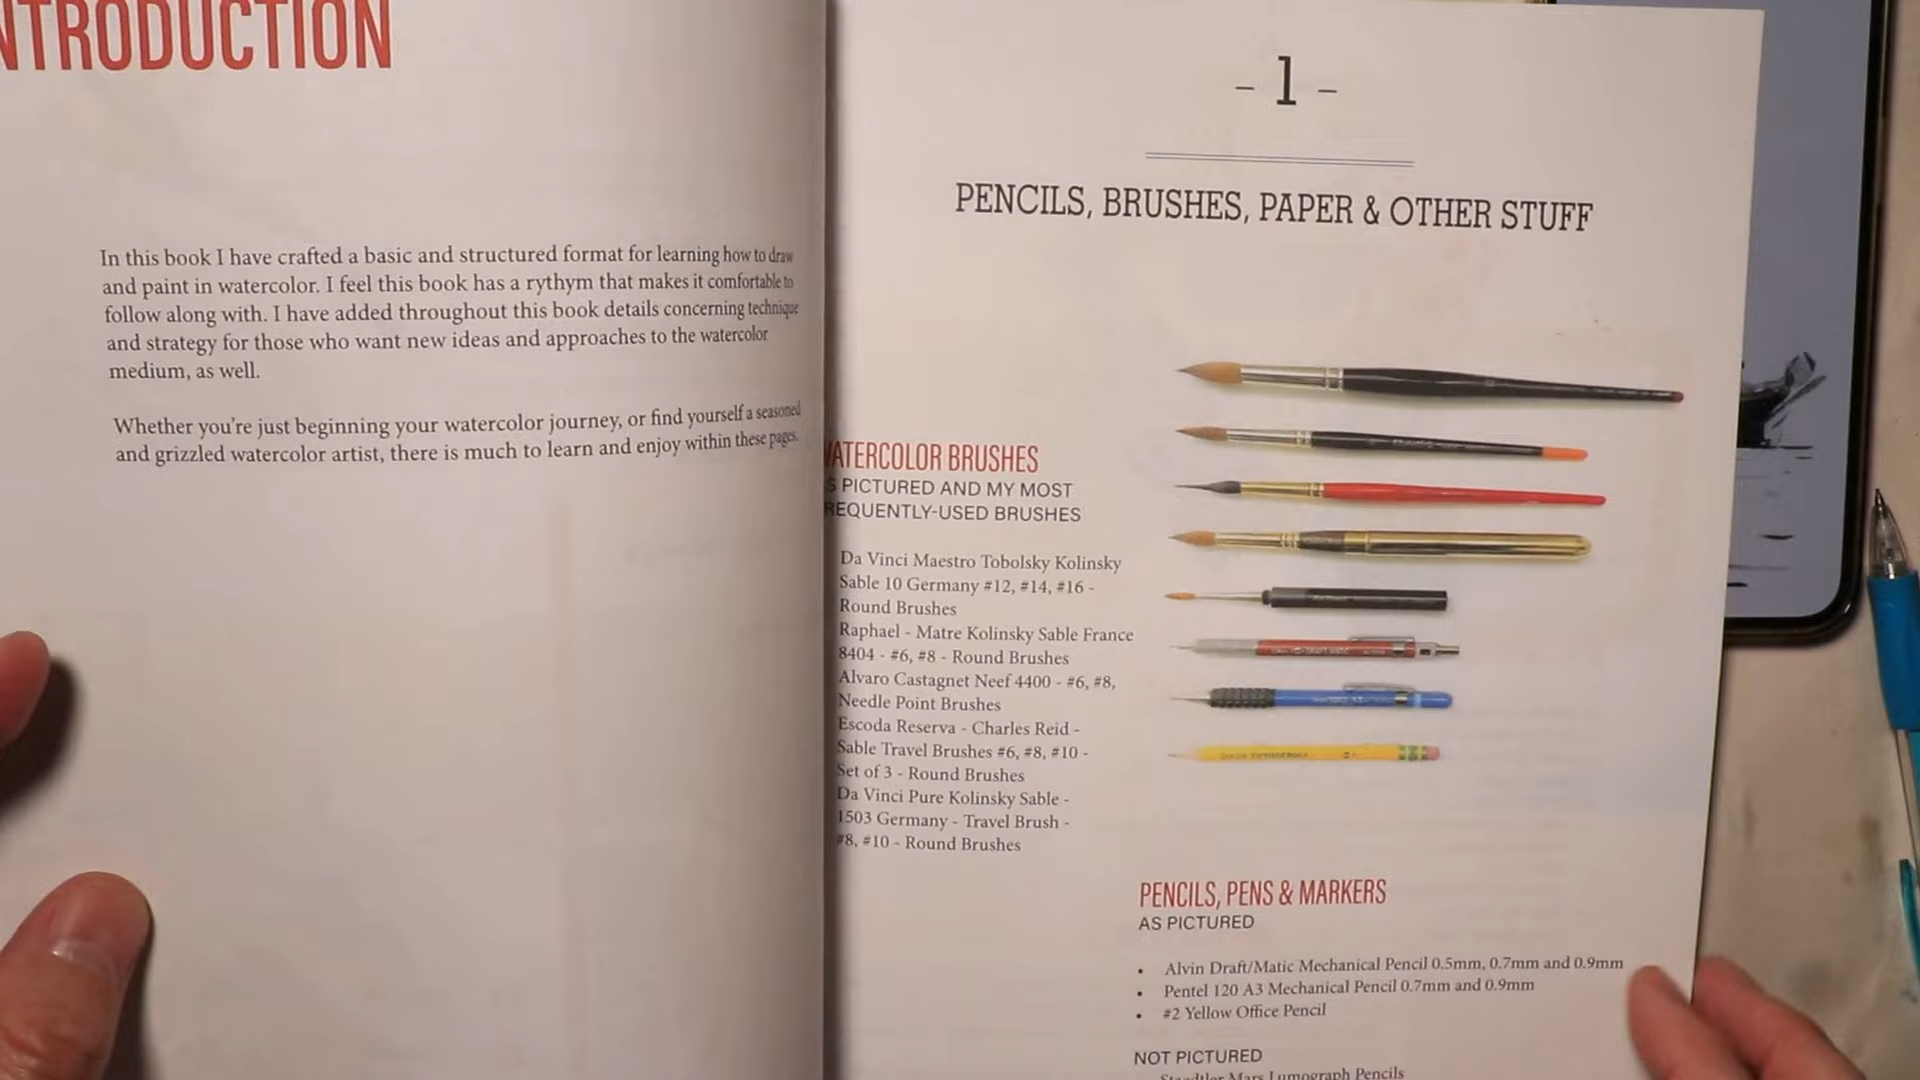 NTRODUCTION
In this book I have crafted a basic and structured format for learning how to draw
and paint in watercolor. I feel this book has a rythym that makes it comfortable to
follow along with. I have added throughout this book details concerning technique
and strategy for those who want new ideas and approaches to the watercolor
medium, as well.
Whether you're just beginning your watercolor journey, or find yourself a seasoned
and grizzled watercolor artist, there is much to learn and enjoy within these pages.
- 1 -
PENCILS, BRUSHES, PAPER & OTHER STUFF
WATERCOLOR BRUSHES
S PICTURED AND MY MOST
REQUENTLY-USED BRUSHES
Da Vinci Maestro Tobolsky Kolinsky
Sable 10 Germany #12, #14, #16 -
Round Brushes
Raphael - Matre Kolinsky Sable France
8404 - #6, #8 - Round Brushes
Alvaro Castagnet Neef 4400 - #6, #8,
Needle Point Brushes
Escoda Reserva - Charles Reid -
Sable Travel Brushes #6, #8, #10 -
Set of 3 - Round Brushes
Da Vinci Pure Kolinsky Sable -
1503 Germany - Travel Brush -
#8, #10 - Round Brushes
PENCILS, PENS & MARKERS
AS PICTURED
• Alvin Draft/Matic Mechanical Pencil 0.5mm, 0.7mm and 0.9mm
• Pentel 120 A3 Mechanical Pencil 0.7mm and 0.9mm
• #2 Yellow Office Pencil
NOT PICTURED
Staedtler Mars Lumograph Pencils